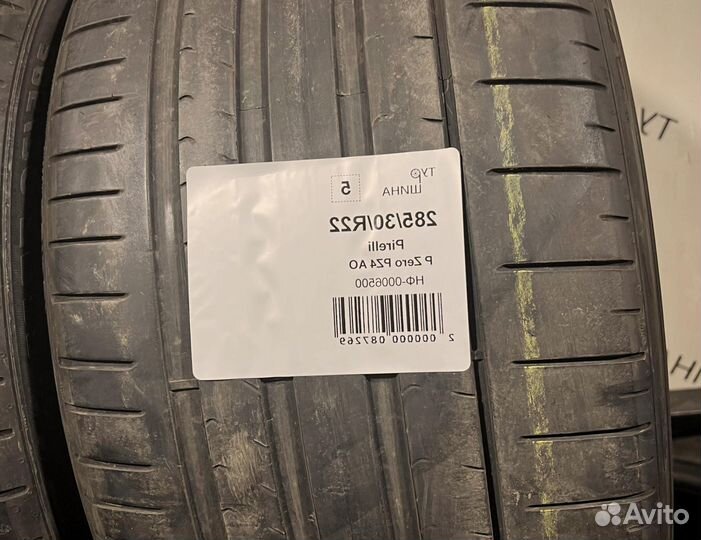 ТУР
ШИНА
5
285/30/R22
Pirelli
P Zero PZ4 AO
НФ-0006500
2 000000 087269
Avito